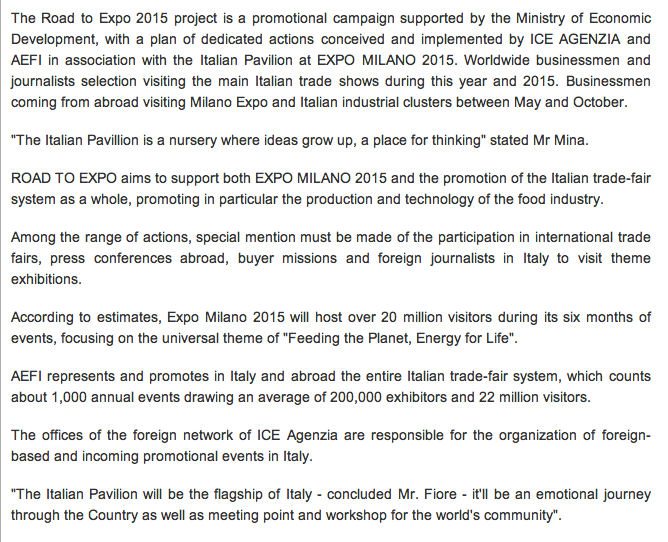 The Road to Expo 2015 project is a promotional campaign supported by the Ministry of Economic
Development, with a plan of dedicated actions conceived and implemented by ICE AGENZIA and
AEFI in association with the Italian Pavilion at EXPO MILANO 2015. Worldwide businessmen and
journalists selection visiting the main Italian trade shows during this year and 2015. Businessmen
coming from abroad visiting Milano Expo and Italian industrial clusters between May and October.
"The Italian Pavillion is a nursery where ideas grow up, a place for thinking" stated Mr Mina.
ROAD TO EXPO aims to support both EXPO MILANO 2015 and the promotion of the Italian trade-fair
system as a whole, promoting in particular the production and technology of the food industry.
Among the range of actions, special mention must be made of the participation in international trade
fairs, press conferences abroad, buyer missions and foreign journalists in Italy to visit theme
exhibitions.
According to estimates, Expo Milano 2015 will host over 20 million visitors during its six months of
events, focusing on the universal theme of "Feeding the Planet, Energy for Life".
AEFI represents and promotes in Italy and abroad the entire Italian trade-fair system, which counts
about 1,000 annual events drawing an average of 200,000 exhibitors and 22 million visitors.
The offices of the foreign network of ICE Agenzia are responsible for the organization of foreign-
based and incoming promotional events in Italy.
"The Italian Pavilion will be the flagship of Italy - concluded Mr. Fiore - it'll be an emotional journey
through the Country as well as meeting point and workshop for the world's community".